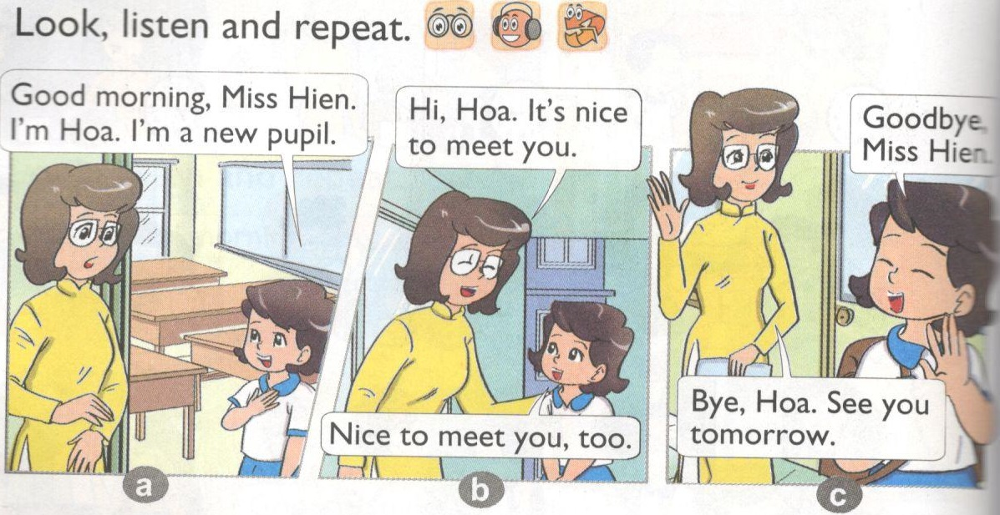 Look, listen and repeat.
Good morning, Miss Hien.
I'm Hoa. I'm a new pupil.
Hi, Hoa. It's nice
to meet you.
Nice to meet you, too.
Goodbye,
Miss Hien.
Bye, Hoa. See you
tomorrow.
a
b
c